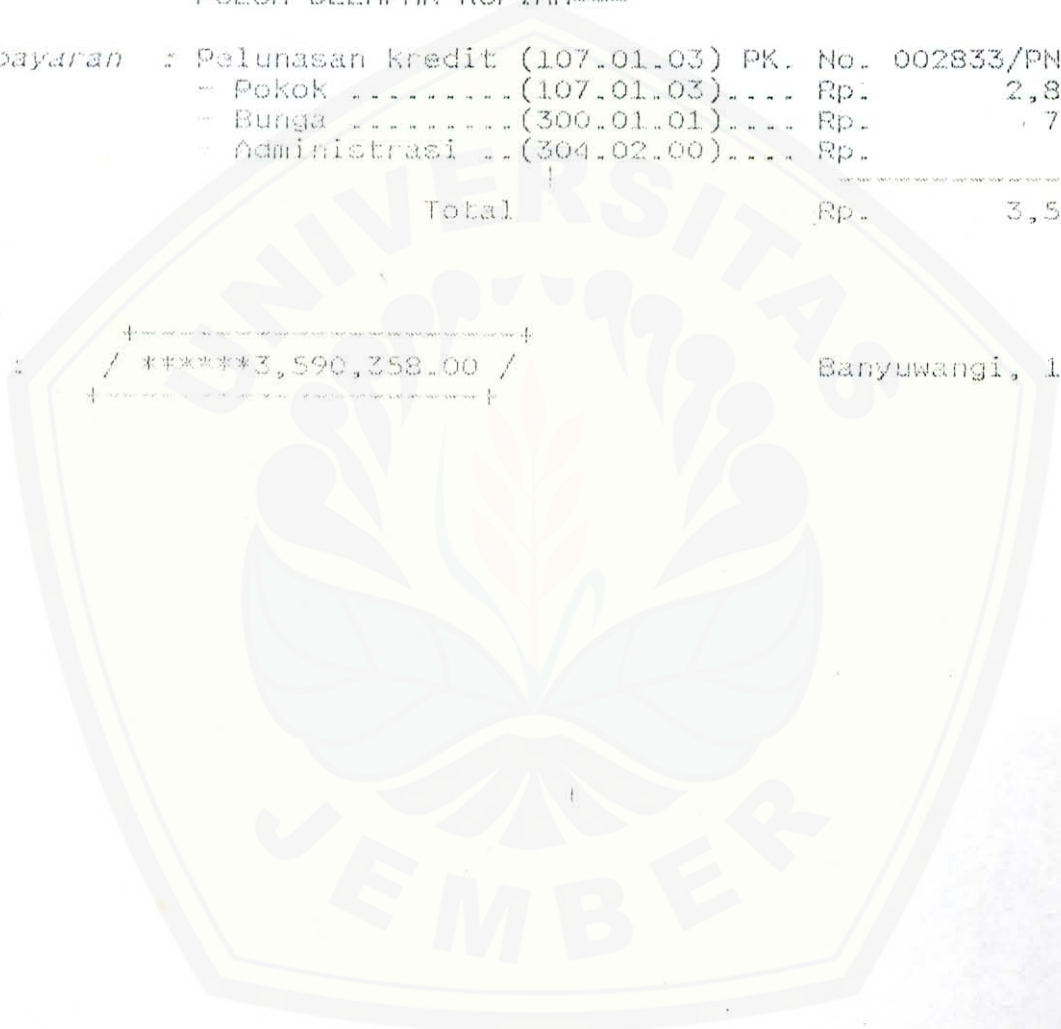 DELAPAN RUPIAH
bayaran : Pelunasan kredit (107.01.03) PK. No. 002833/PN
- Pokok .........(107.01.03).... Rp. 2,8
- Bunga .........(300.01.01).... Rp. 7
- Administrasi ..(304.02.00).... Rp.
Total Rp. 3,5
: / ******3,590,358.00 / Banyuwangi, 1
UNIVERSITAS
JEMBER